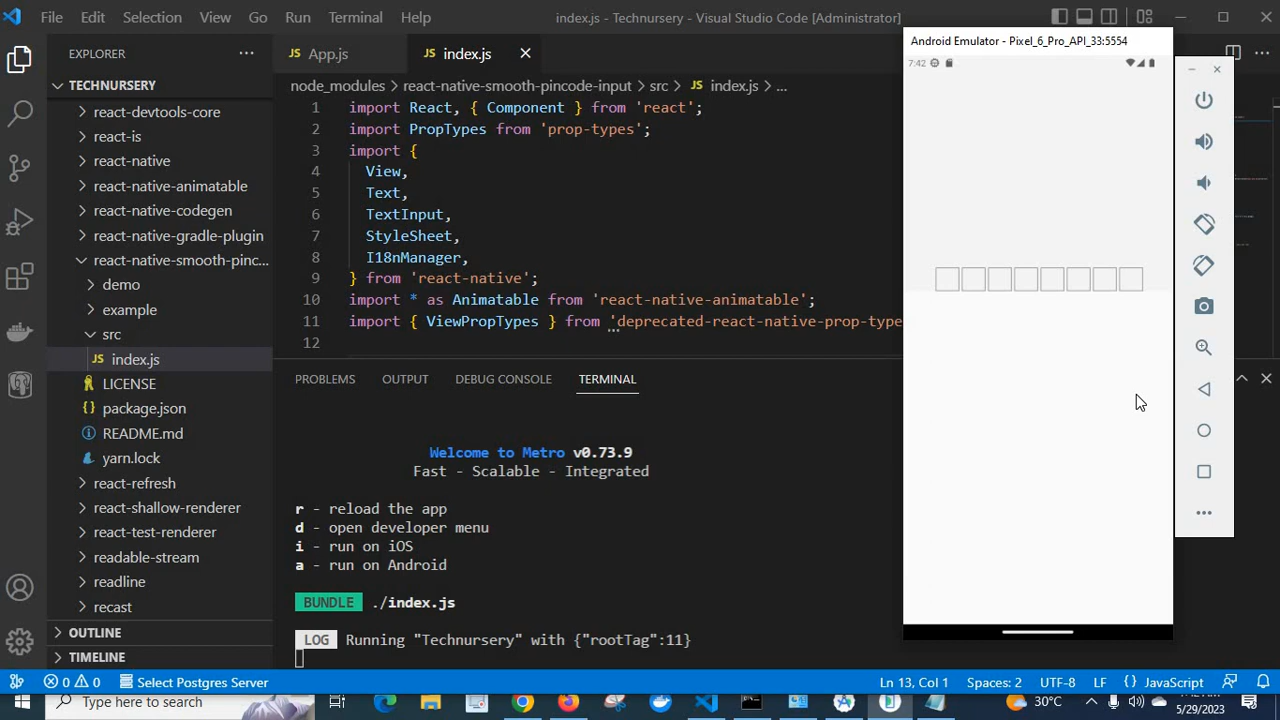 File Edit Selection View Go Run Terminal Help
index.js - Technursery - Visual Studio Code [Administrator]
EXPLORER
TECHNURSERY
react-devtools-core
react-is
react-native
react-native-animatable
react-native-codegen
react-native-gradle-plugin
react-native-smooth-pinc...
demo
example
src
JS index.js
LICENSE
package.json
README.md
yarn.lock
react-refresh
react-shallow-renderer
react-test-renderer
readable-stream
readline
recast
OUTLINE
TIMELINE
JS App.js
JS index.js
node_modules > react-native-smooth-pincode-input > src > JS index.js > ...
1 import React, { Component } from 'react';
2 import PropTypes from 'prop-types';
3 import {
4 View,
5 Text,
6 TextInput,
7 StyleSheet,
8 I18nManager,
9 } from 'react-native';
10 import * as Animatable from 'react-native-animatable';
11 import { ViewPropTypes } from 'deprecated-react-native-prop-type
12
PROBLEMS OUTPUT DEBUG CONSOLE TERMINAL
Welcome to Metro v0.73.9
Fast - Scalable - Integrated
r - reload the app
d - open developer menu
i - run on iOS
a - run on Android
BUNDLE ./index.js
LOG Running "Technursery" with {"rootTag":11}
Android Emulator - Pixel_6_Pro_API_33:5554
7:42
0 0 Select Postgres Server
Ln 13, Col 1 Spaces: 2 UTF-8 LF {} JavaScript
Type here to search
30°C
5/29/2023